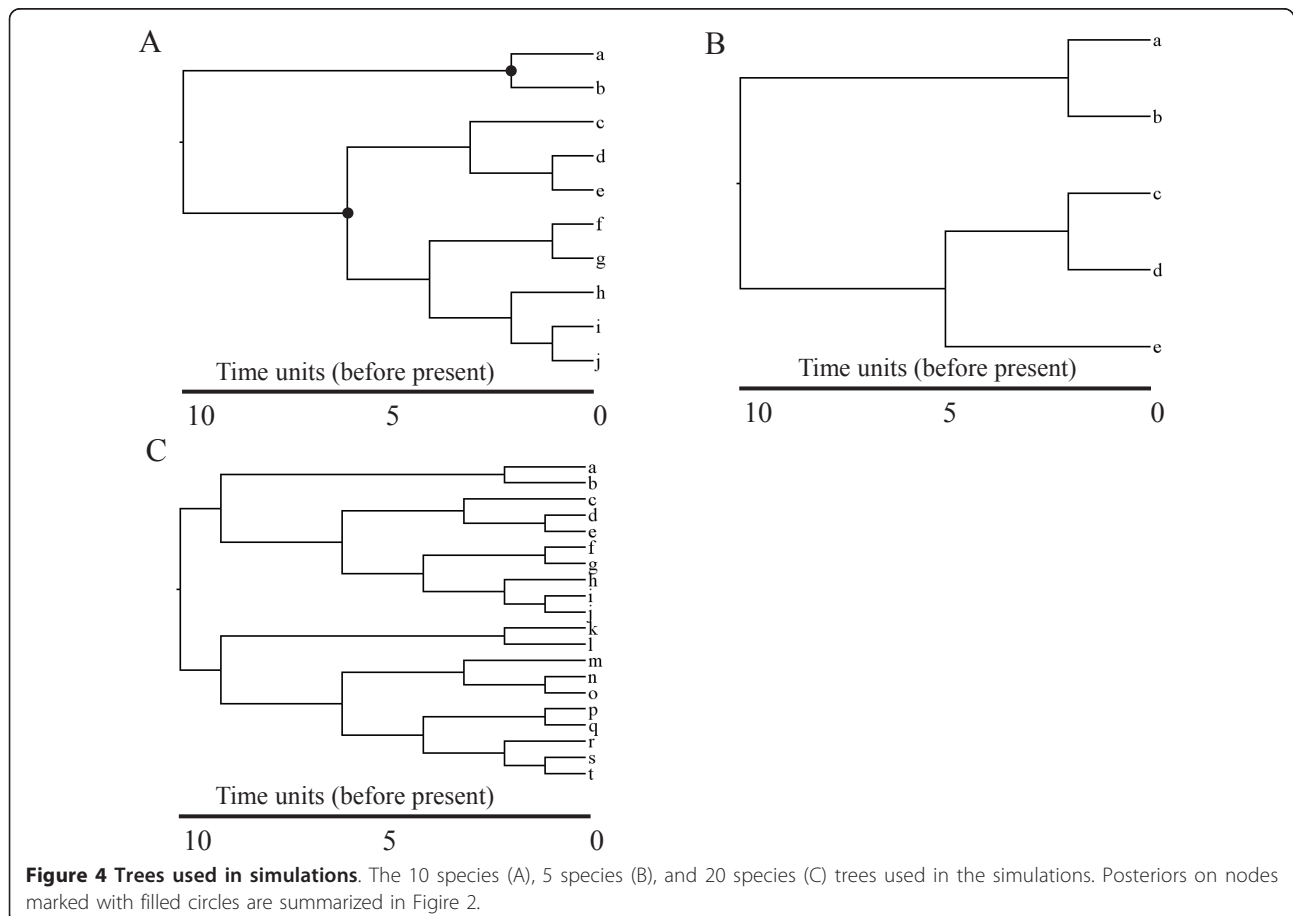 A
a
b
c
d
e
f
g
h
i
j
Time units (before present)
10 5 0
B
a
b
c
d
e
Time units (before present)
10 5 0
C
a
b
c
d
e
f
g
h
i
j
k
l
m
n
o
p
q
r
s
t
Time units (before present)
10 5 0
Figure 4 Trees used in simulations. The 10 species (A), 5 species (B), and 20 species (C) trees used in the simulations. Posteriors on nodes
marked with filled circles are summarized in Figire 2.